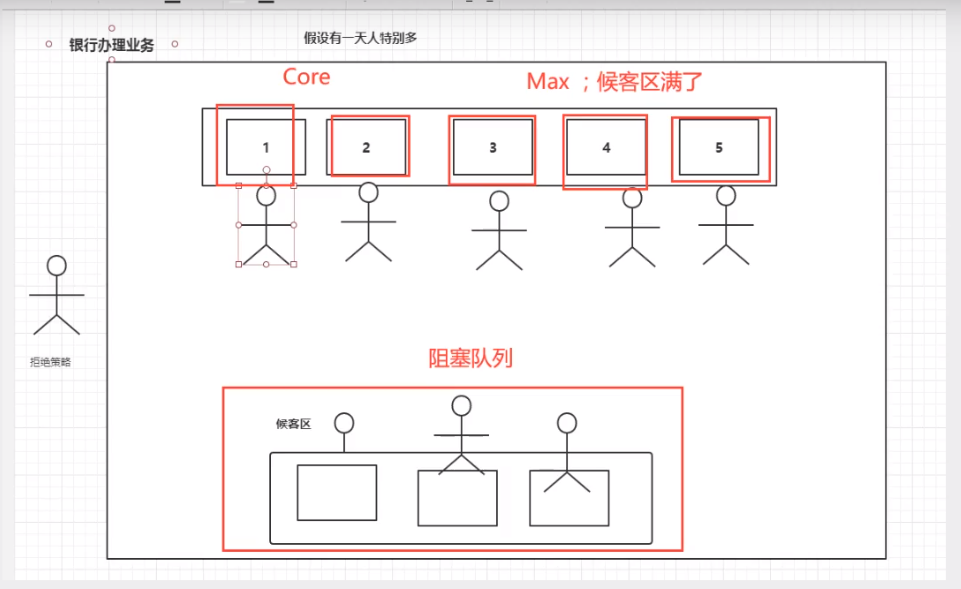 假设有一天人特别多
银行办理业务
Core
Max ；候客区满了
1
2
3
4
5
拒绝策略
阻塞队列
候客区